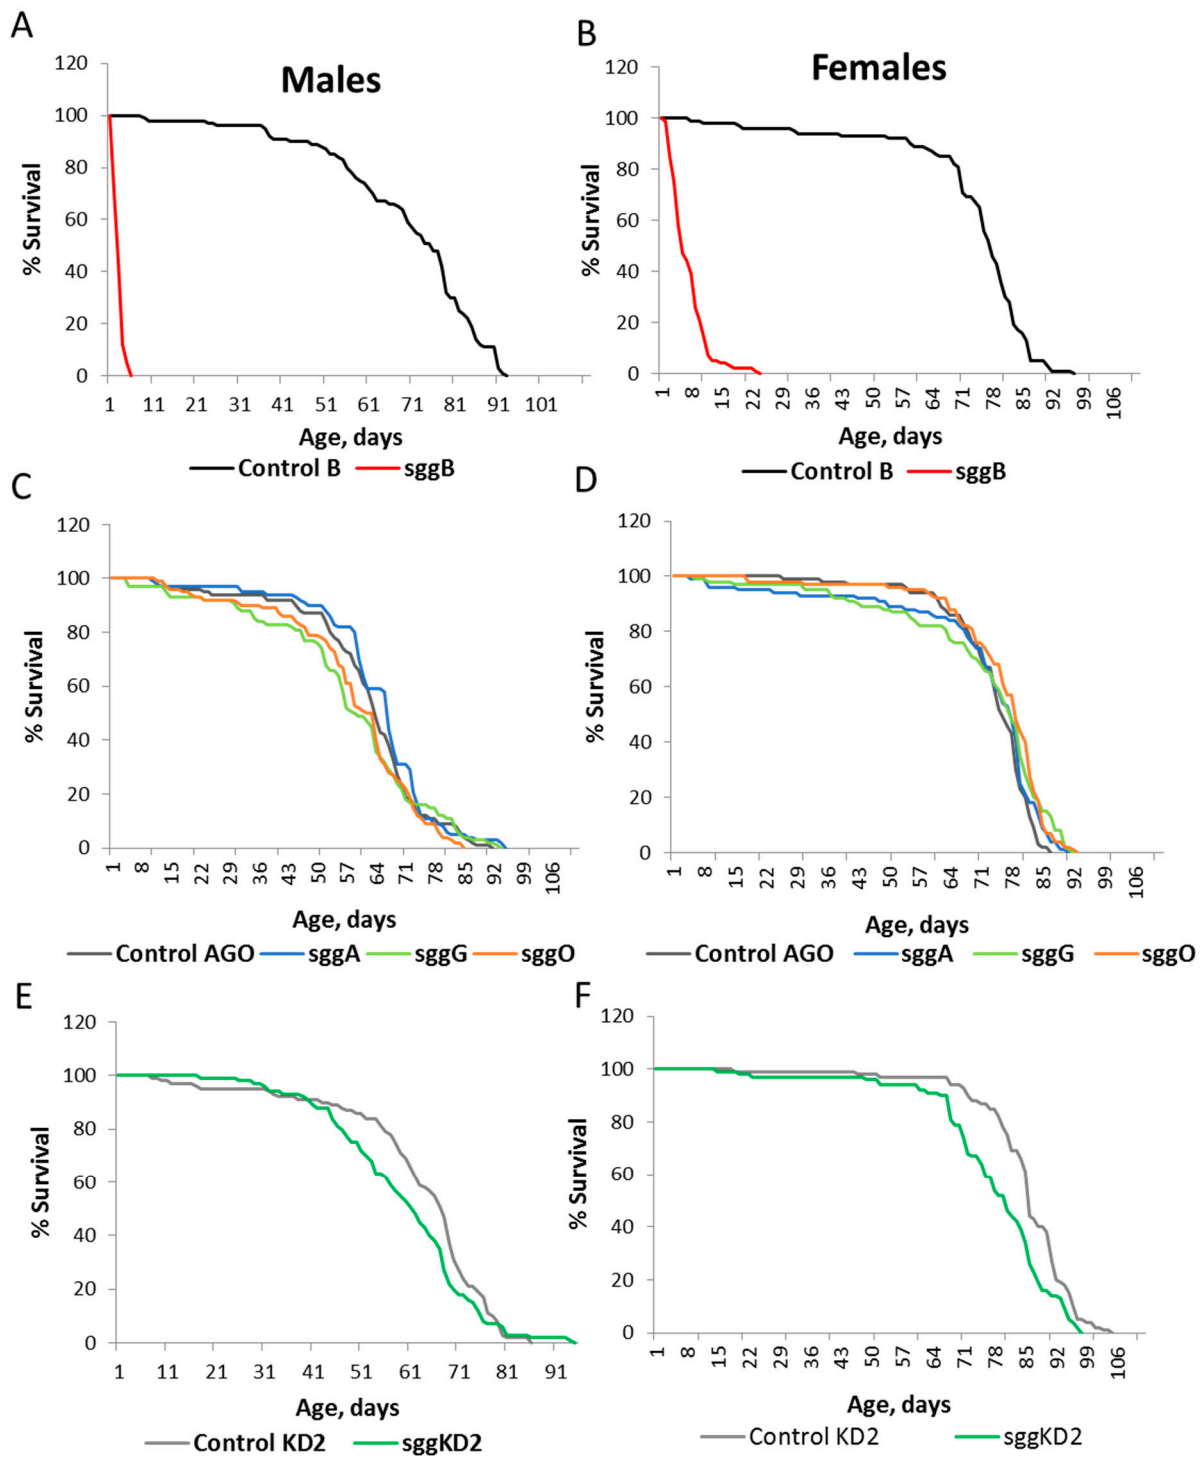 A
B
Males
Females
120
100
80
60
40
20
0
% Survival
1 11 21 31 41 51 61 71 81 91 101
Age, days
Control B sggB
120
100
80
60
40
20
0
% Survival
1 8 15 22 29 36 43 50 57 64 71 78 85 92 99 106
Age, days
Control B sggB
C
D
120
100
80
60
40
20
0
% Survival
1 8 15 22 29 36 43 50 57 64 71 78 85 92 99 106
Age, days
Control AGO sggA sggG sggO
120
100
80
60
40
20
0
% Survival
1 8 15 22 29 36 43 50 57 64 71 78 85 92 99 106
Age, days
Control AGO sggA sggG sggO
E
F
120
100
80
60
40
20
0
% Survival
1 11 21 31 41 51 61 71 81 91
Age, days
Control KD2 sggKD2
120
100
80
60
40
20
0
% Survival
1 8 15 22 29 36 43 50 57 64 71 78 85 92 99 106
Age, days
Control KD2 sggKD2